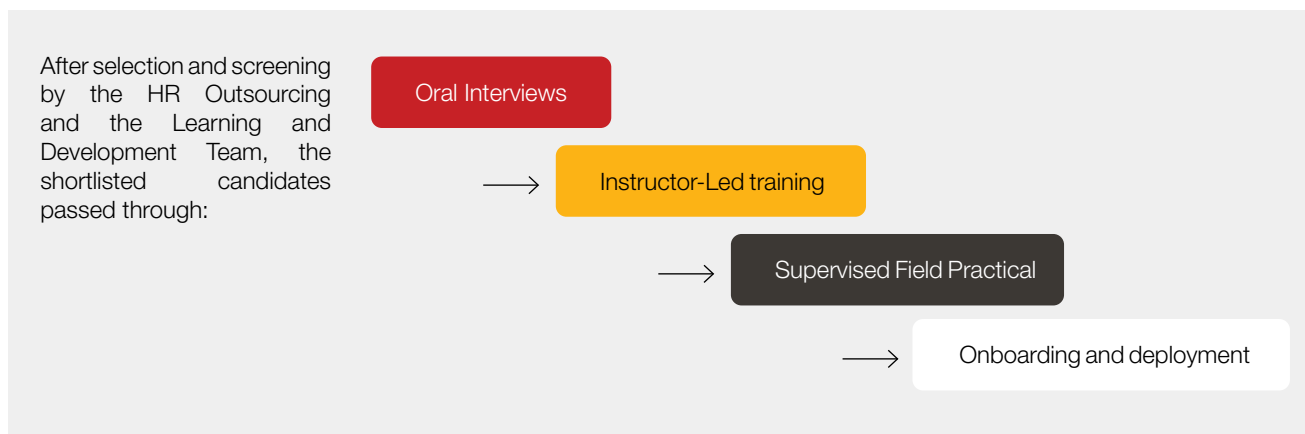 After selection and screening
by the HR Outsourcing
and the Learning and
Development Team, the
shortlisted candidates
passed through:
Oral Interviews
Instructor-Led training
Supervised Field Practical
Onboarding and deployment